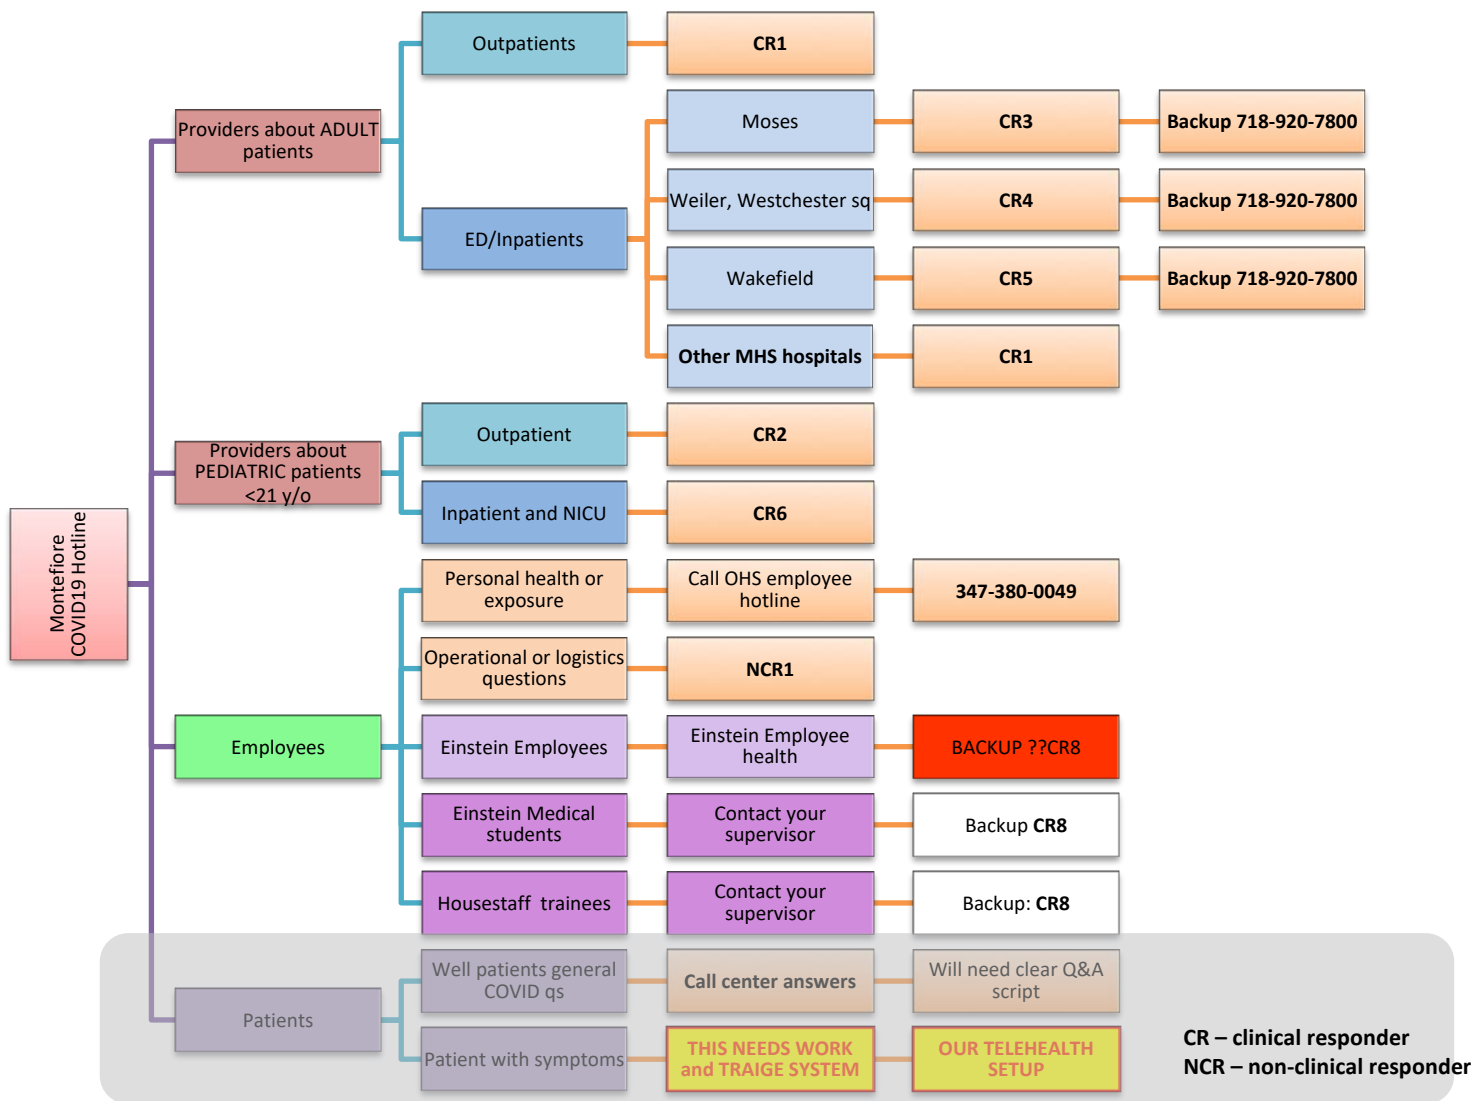 Outpatients
CR1
Providers about ADULT
patients
Moses
CR3
Backup 718-920-7800
Weiler, Westchester sq
CR4
Backup 718-920-7800
ED/Inpatients
Wakefield
CR5
Backup 718-920-7800
Other MHS hospitals
CR1
Providers about
PEDIATRIC patients
<21 y/o
Outpatient
CR2
Inpatient and NICU
CR6
Montefiore
COVID19 Hotline
Personal health or
exposure
Call OHS employee
hotline
347-380-0049
Operational or logistics
questions
NCR1
Employees
Einstein Employees
Einstein Employee
health
BACKUP ??CR8
Einstein Medical
students
Contact your
supervisor
Backup CR8
Housestaff trainees
Contact your
supervisor
Backup: CR8
Patients
Well patients general
COVID qs
Call center answers
Will need clear Q&A
script
Patient with symptoms
THIS NEEDS WORK
and TRAIGE SYSTEM
OUR TELEHEALTH
SETUP
CR – clinical responder
NCR – non-clinical responder